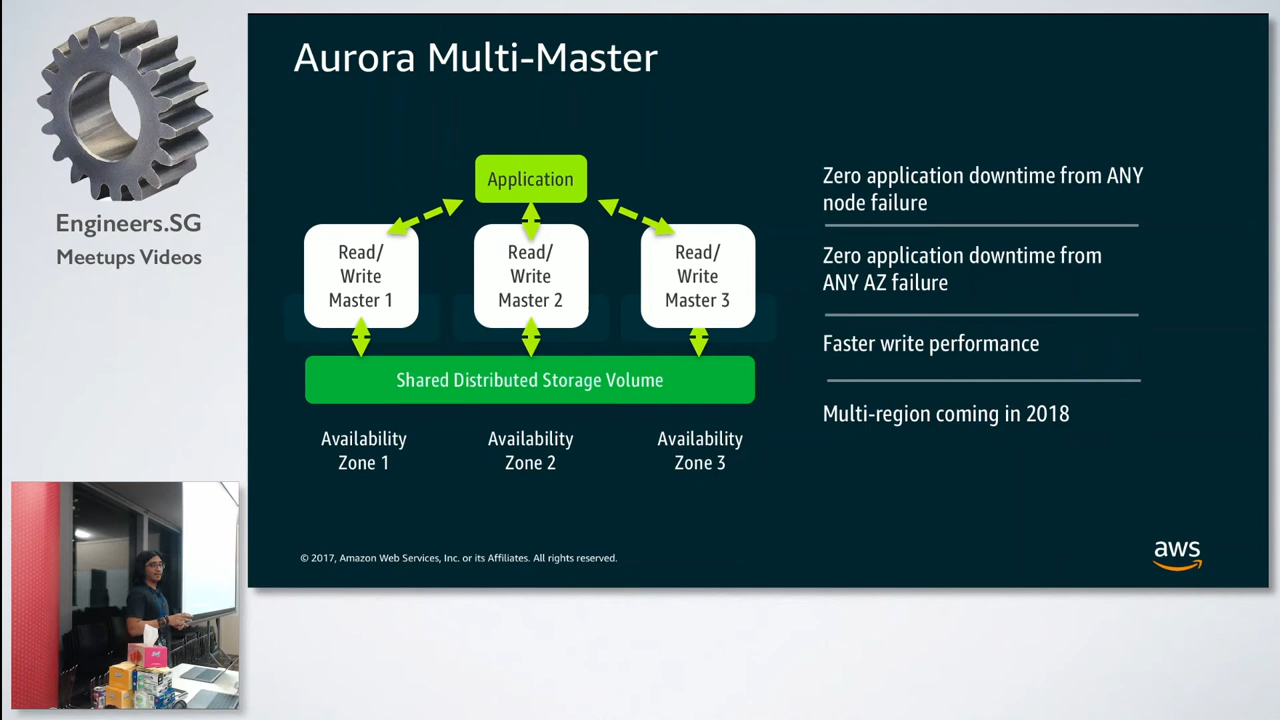 Engineers.SG
Meetups Videos
Aurora Multi-Master
Application
Read/
Write
Master 1
Read/
Write
Master 2
Read/
Write
Master 3
Shared Distributed Storage Volume
Availability
Zone 1
Availability
Zone 2
Availability
Zone 3
Zero application downtime from ANY
node failure
Zero application downtime from
ANY AZ failure
Faster write performance
Multi-region coming in 2018
© 2017, Amazon Web Services, Inc. or its Affiliates. All rights reserved.
aws